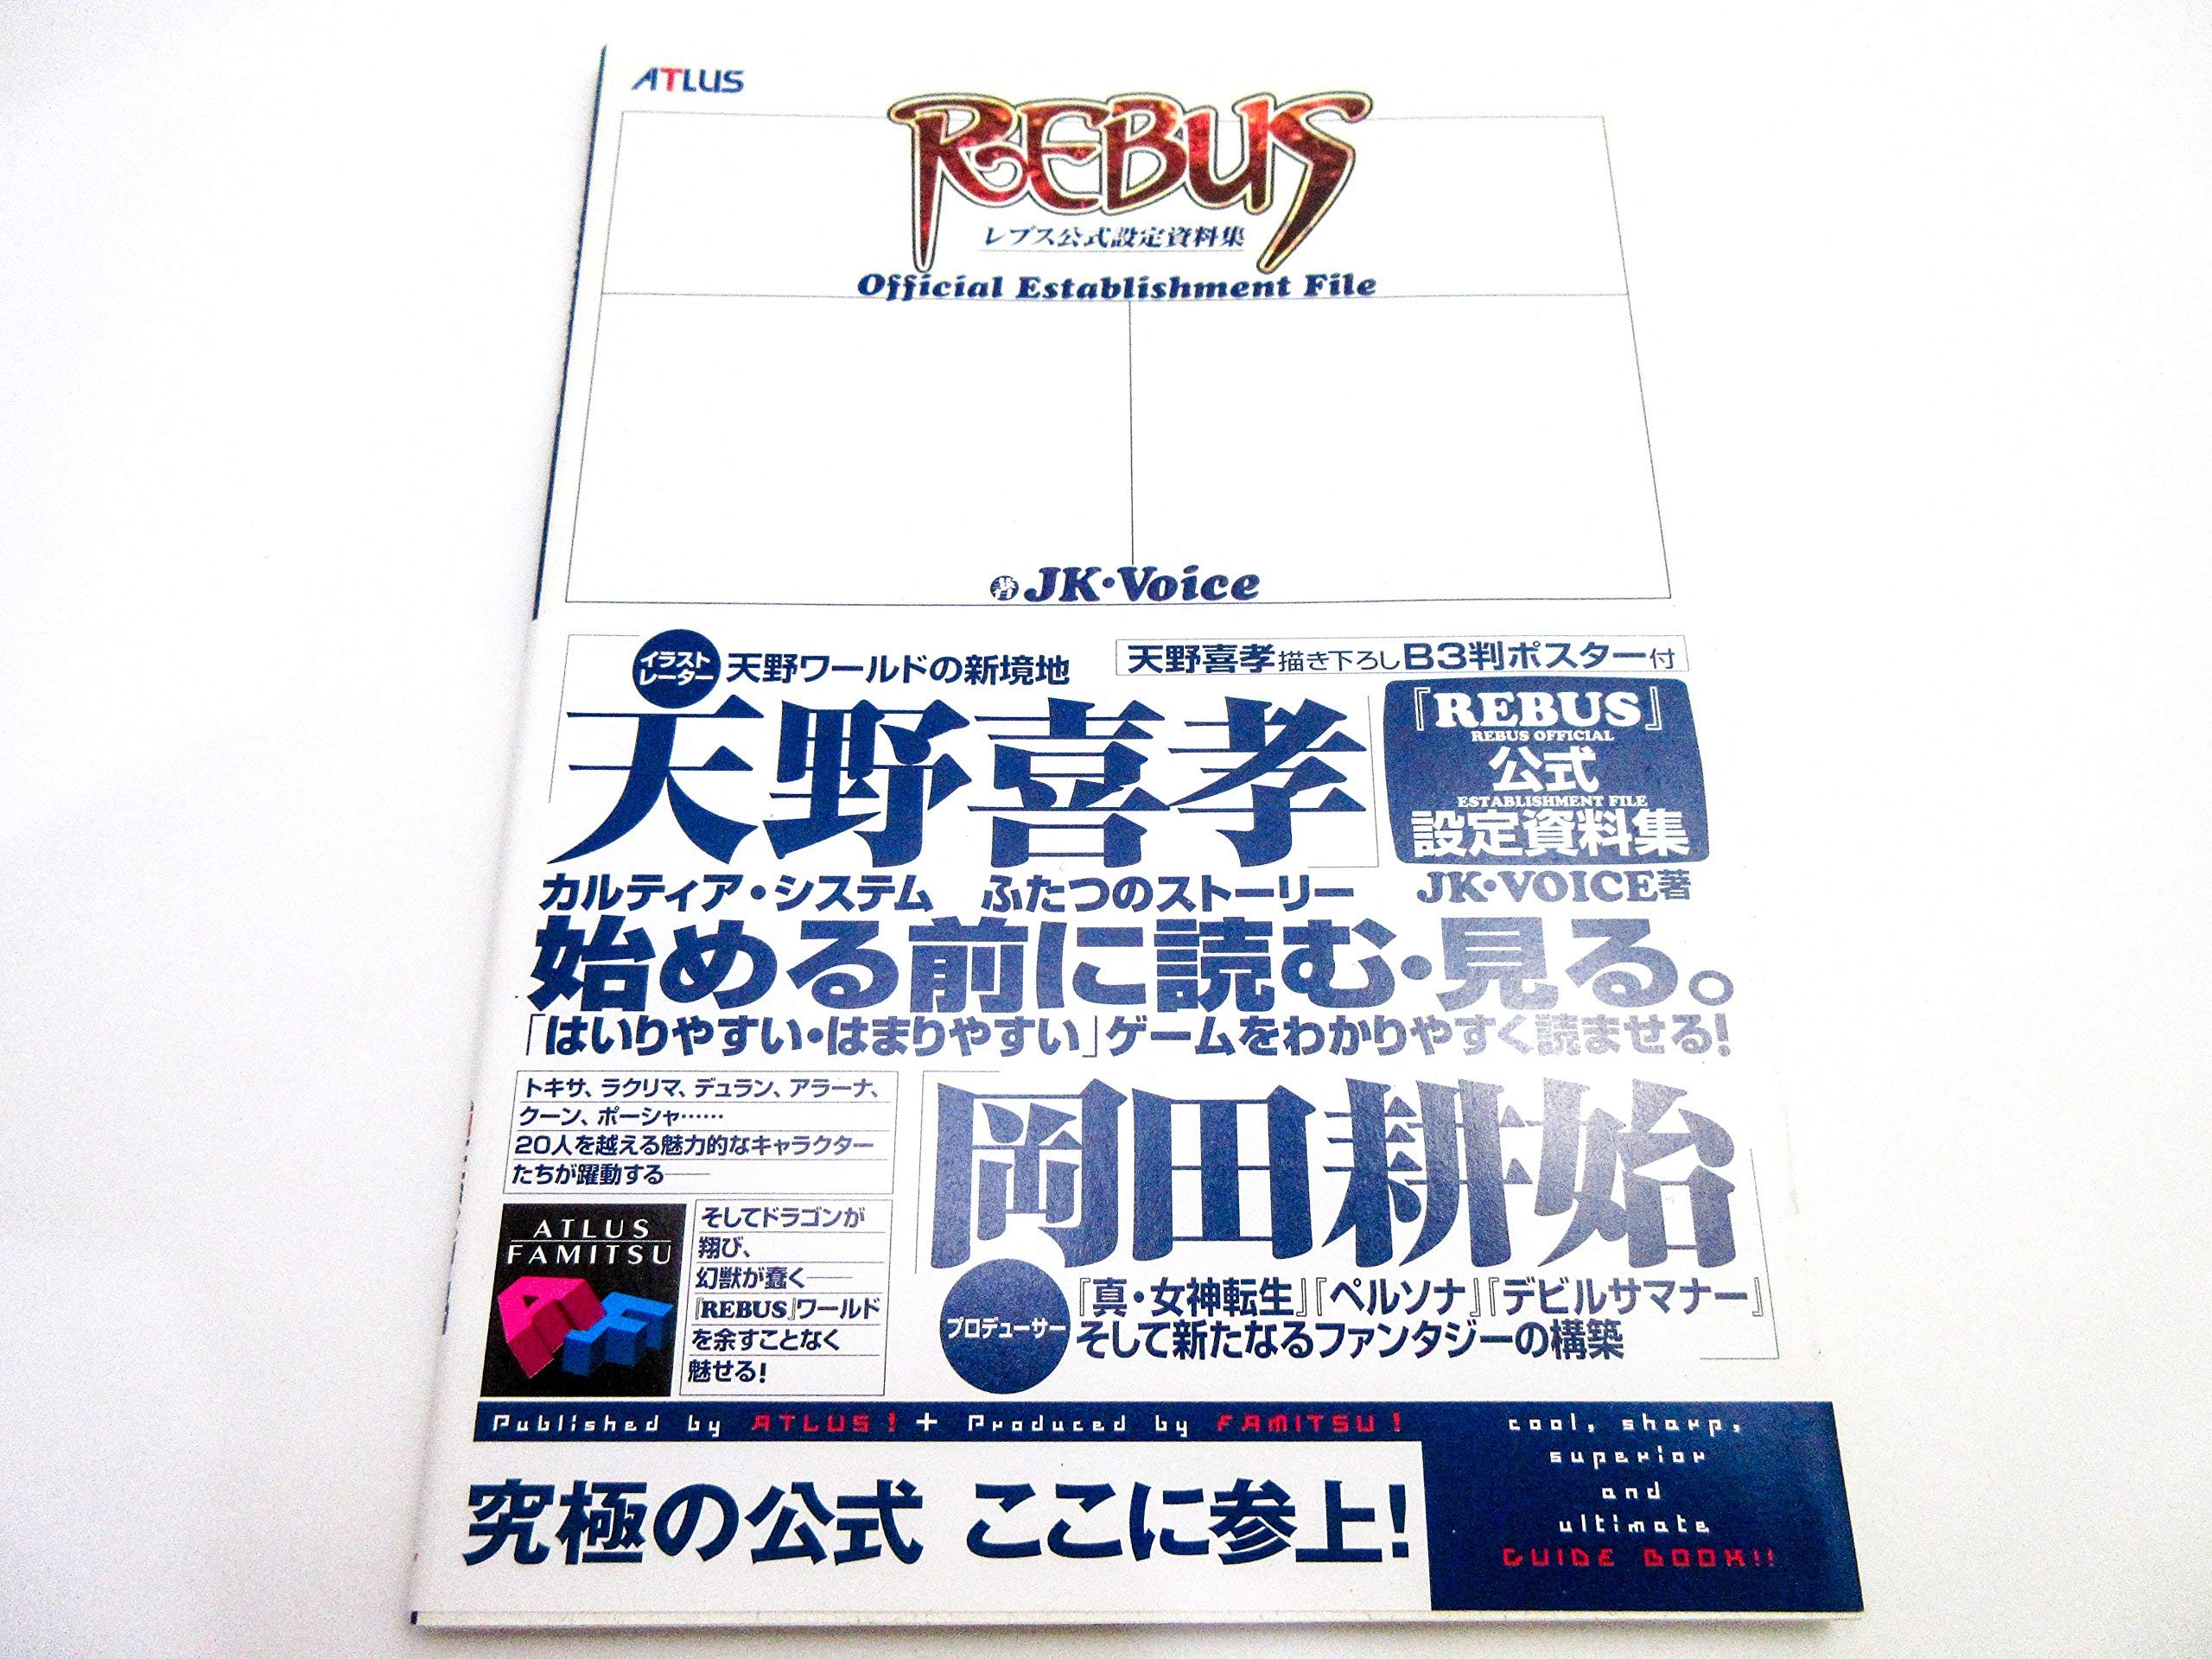 ATLUS
REBUS
レブス公式設定資料集
Official Establishment File
著JK・Voice
イラストレーター
天野ワールドの新境地
天野喜孝描き下ろしB3判ポスター付
天野喜孝
『REBUS』
REBUS OFFICIAL
公式
ESTABLISHMENT FILE
設定資料集
JK・VOICE著
カルティア・システム ふたつのストーリー
始める前に読む・見る。
「はいりやすい・はまりやすい」ゲームをわかりやすく読ませる!
トキサ、ラクリマ、デュラン、アラーナ、
クーン、ポーシャ……
20人を越える魅力的なキャラクター
たちが躍動する──
岡田耕始
プロデューサー
『真・女神転生』『ペルソナ』『デビルサマナー』
そして新たなるファンタジーの構築
ATLUS
FAMITSU
AF
そしてドラゴンが
翔び、
幻獣が蠢く──
『REBUS』ワールド
を余すことなく
魅せる!
Published by ATLUS! + Produced by FAMITSU!
cool, sharp,
superior
and
ultimate
GUIDE BOOK!!
究極の公式 ここに参上!